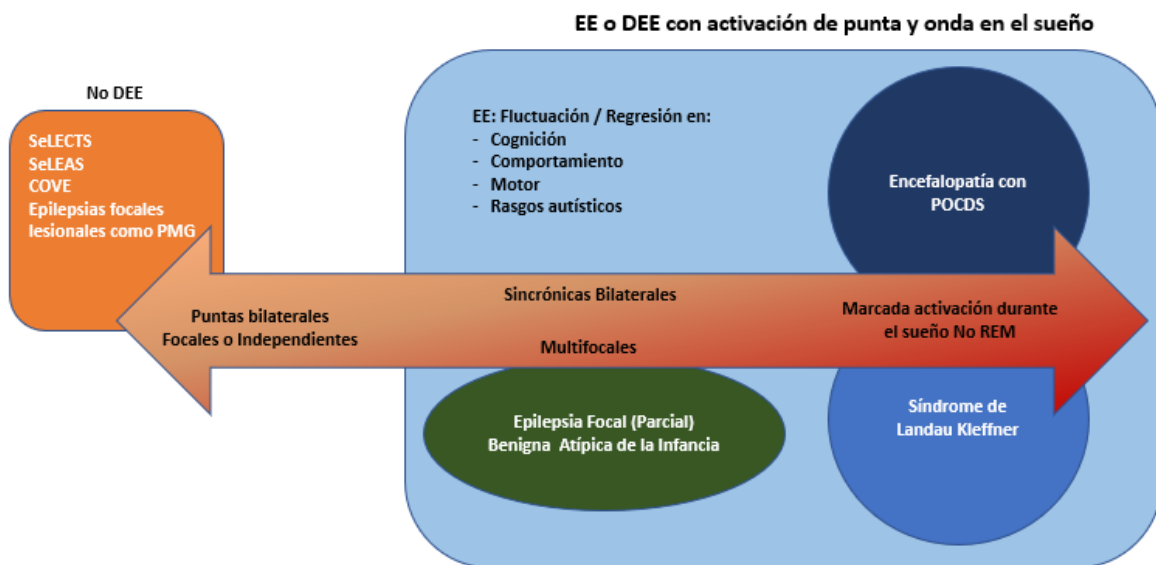 EE o DEE con activación de punta y onda en el sueño
No DEE
SeLECTS
SeLEAS
COVE
Epilepsias focales
lesionales como PMG
EE: Fluctuación / Regresión en:
- Cognición
- Comportamiento
- Motor
- Rasgos autísticos
Encefalopatía con
POCDS
Puntas bilaterales
Focales o Independientes
Sincrónicas Bilaterales
Multifocales
Marcada activación durante
el sueño No REM
Epilepsia Focal (Parcial)
Benigna Atípica de la Infancia
Síndrome de
Landau Kleffner